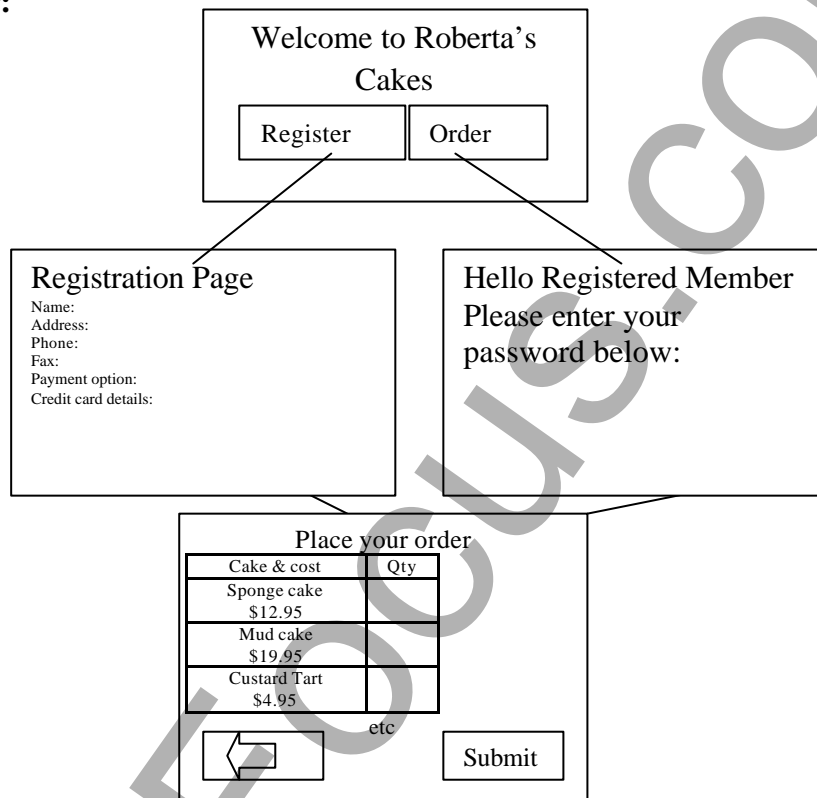 :
Welcome to Roberta's
Cakes
Register
Order
Registration Page
Name:
Address:
Phone:
Fax:
Payment option:
Credit card details:
Hello Registered Member
Please enter your
password below:
Place your order
Cake & cost
Qty
Sponge cake
$12.95
Mud cake
$19.95
Custard Tart
$4.95
etc
Submit
Focus.co